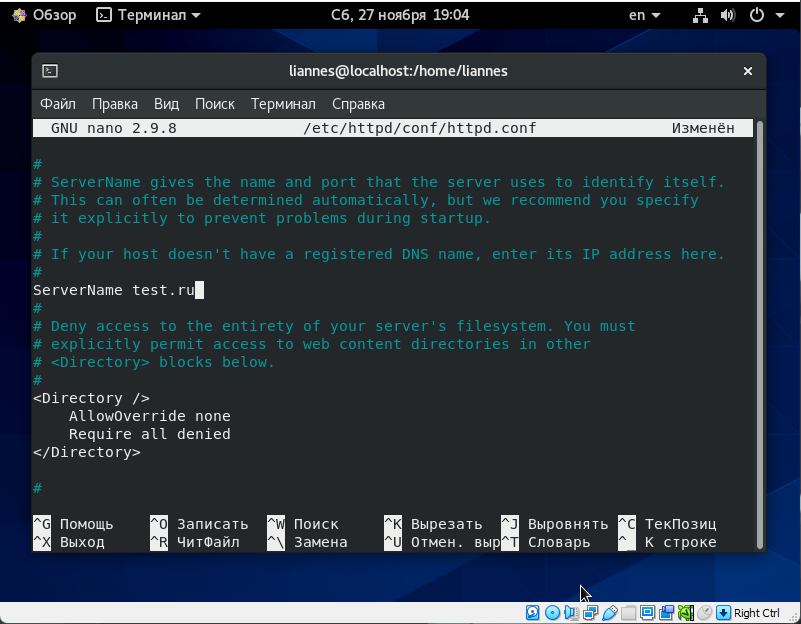 Обзор Терминал Сб, 27 ноября 19:04 en
liannes@localhost:/home/liannes
Файл Правка Вид Поиск Терминал Справка
GNU nano 2.9.8 /etc/httpd/conf/httpd.conf Изменён
#
# ServerName gives the name and port that the server uses to identify itself.
# This can often be determined automatically, but we recommend you specify
# it explicitly to prevent problems during startup.
#
# If your host doesn't have a registered DNS name, enter its IP address here.
#
ServerName test.ru
#
# Deny access to the entirety of your server's filesystem. You must
# explicitly permit access to web content directories in other
# <Directory> blocks below.
#
<Directory />
    AllowOverride none
    Require all denied
</Directory>
#
^G Помощь ^O Записать ^W Поиск ^K Вырезать ^J Выровнять ^C ТекПозиц
^X Выход ^R ЧитФайл ^\ Замена ^U Отмен. выр^T Словарь ^_ К строке
Right Ctrl